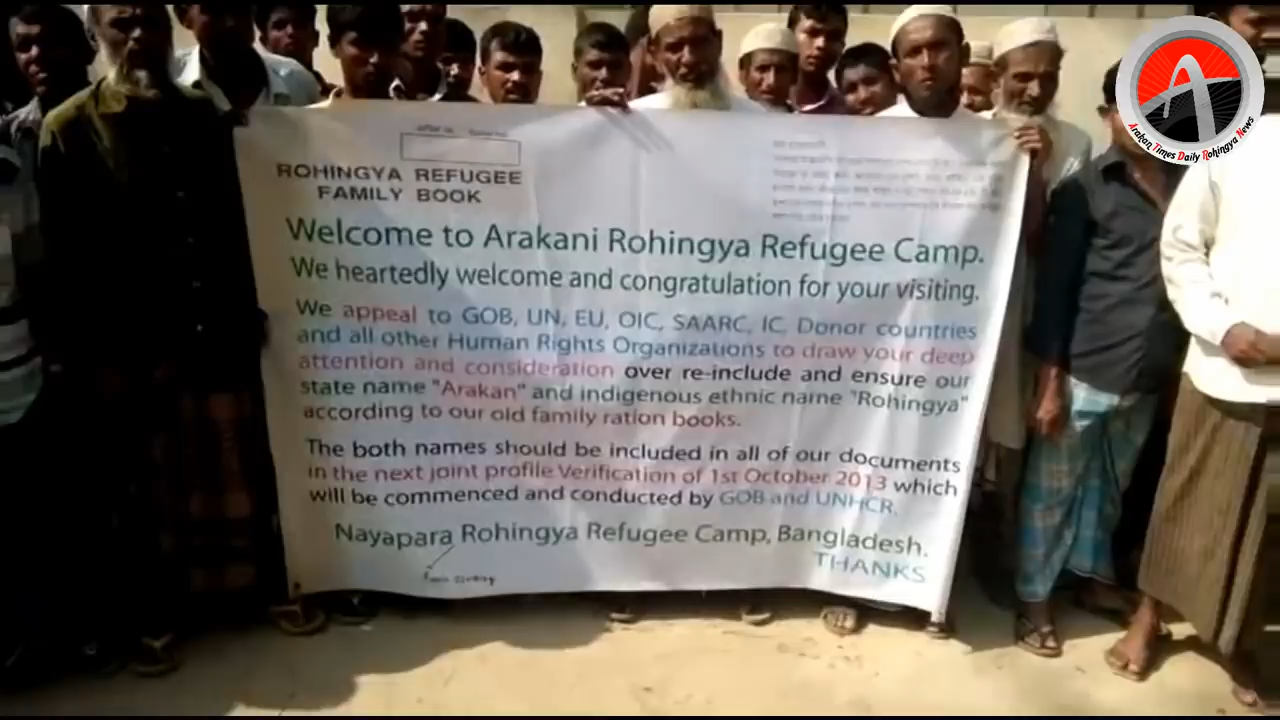 Arakan Times Daily Rohingya News
ROHINGYA REFUGEE
FAMILY BOOK
Welcome to Arakani Rohingya Refugee Camp.
We heartedly welcome and congratulation for your visiting.
We appeal to GOB, UN, EU, OIC, SAARC, IC, Donor countries
and all other Human Rights Organizations to draw your deep
attention and consideration over re-include and ensure our
state name "Arakan" and indigenous ethnic name "Rohingya"
according to our old family ration books.
The both names should be included in all of our documents
in the next joint profile Verification of 1st October 2013 which
will be commenced and conducted by GOB and UNHCR.
Nayapara Rohingya Refugee Camp, Bangladesh.
THANKS